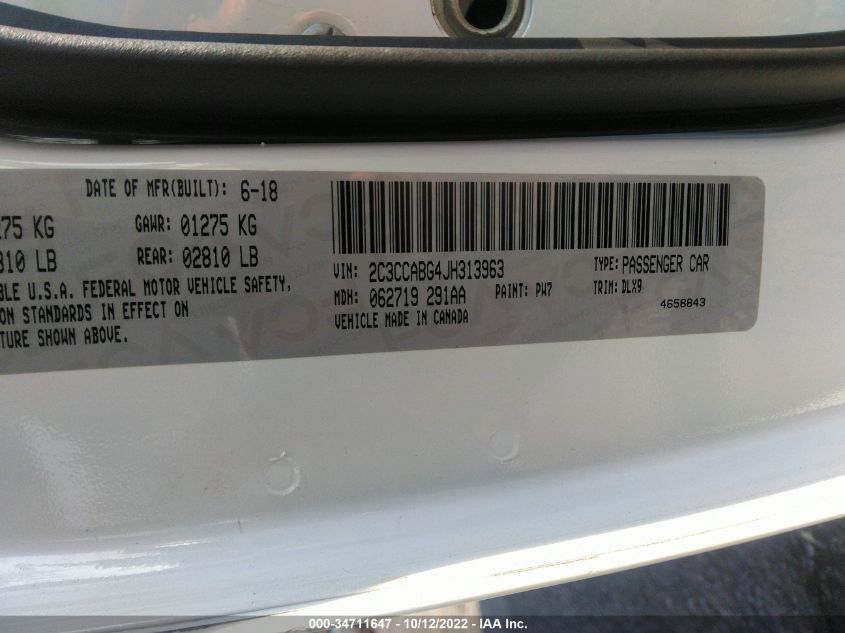 DATE OF MFR(BUILT): 6-18
275 KG GAWR: 01275 KG
810 LB REAR: 02810 LB
BLE U.S.A. FEDERAL MOTOR VEHICLE SAFETY,
ON STANDARDS IN EFFECT ON
TURE SHOWN ABOVE.
VIN: 2C3CCABG4JH313963 TYPE: PASSENGER CAR
MDH: 062719 291AA PAINT: PW7 TRIM: DLX9
VEHICLE MADE IN CANADA 4658843
000-34711647 - 10/12/2022 - IAA Inc.